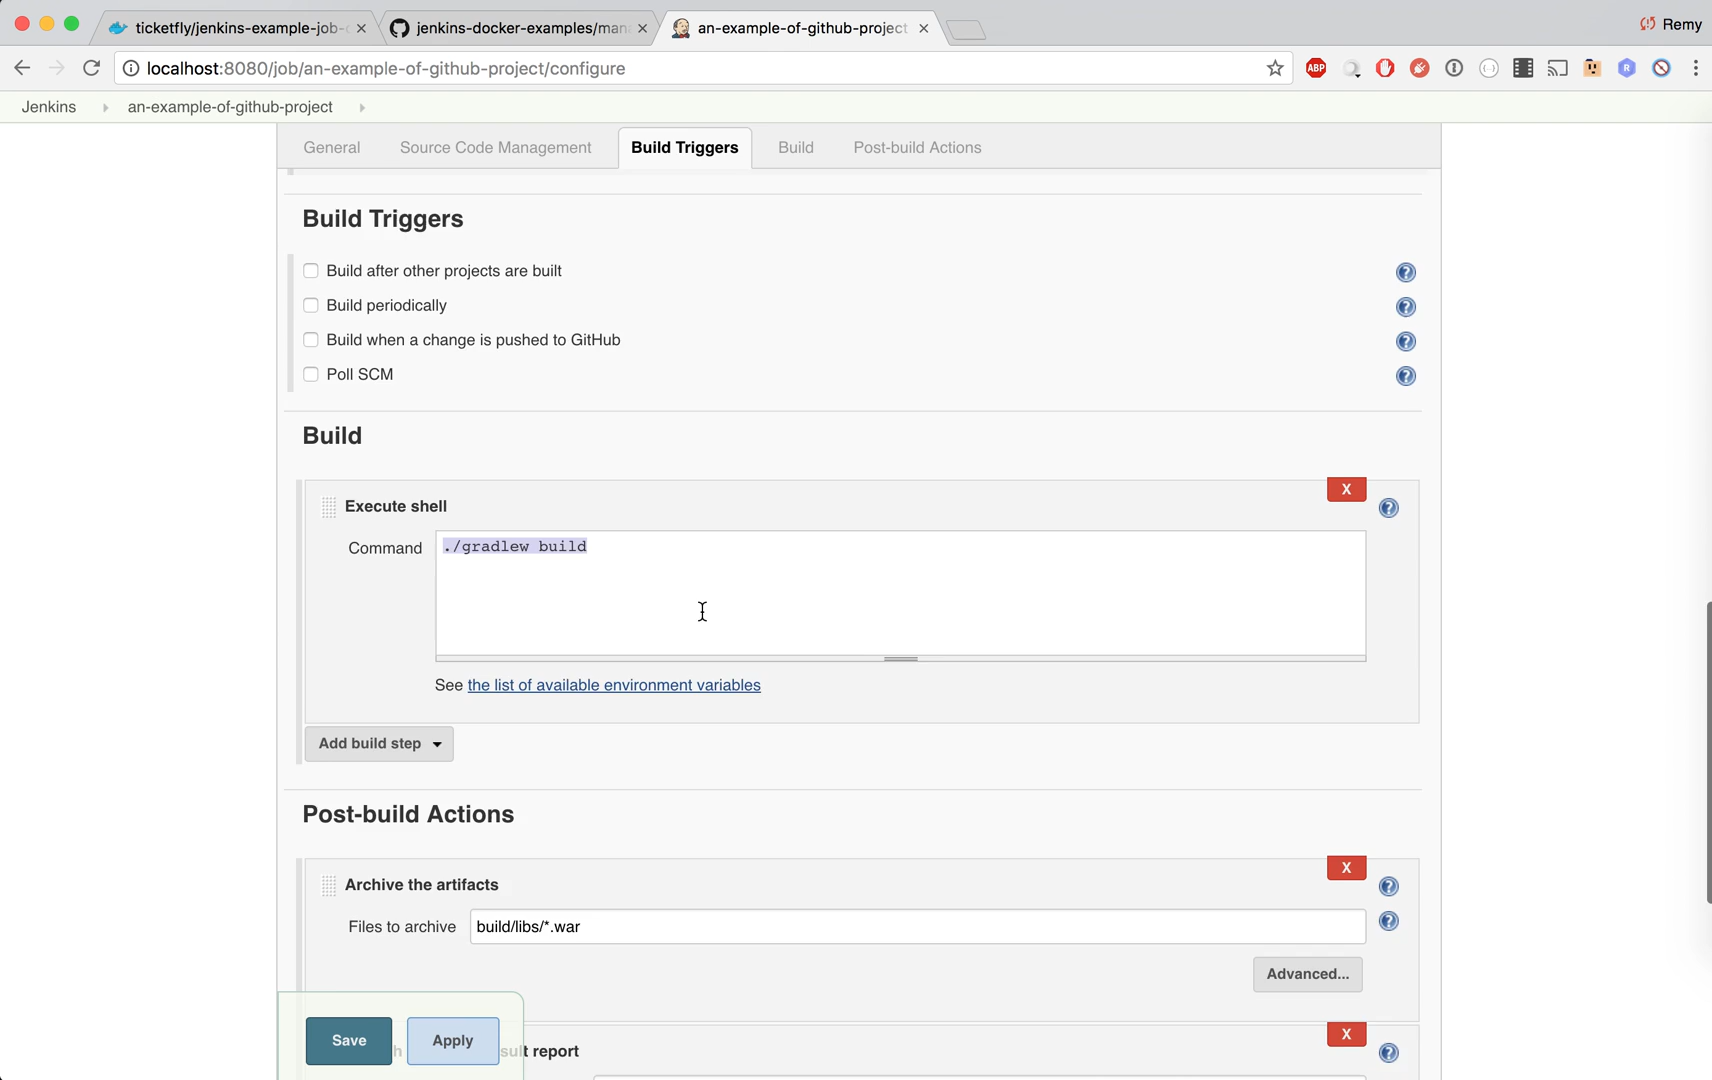 ticketfly/jenkins-example-job-
jenkins-docker-examples/man
an-example-of-github-project
Remy
localhost:8080/job/an-example-of-github-project/configure
ABP
Jenkins
an-example-of-github-project
General
Source Code Management
Build Triggers
Build
Post-build Actions
Build Triggers
Build after other projects are built
Build periodically
Build when a change is pushed to GitHub
Poll SCM
Build
X
Execute shell
Command
./gradlew build
See the list of available environment variables
Add build step
Post-build Actions
X
Archive the artifacts
Files to archive
build/libs/*.war
Advanced...
X
Save
Apply
sult report